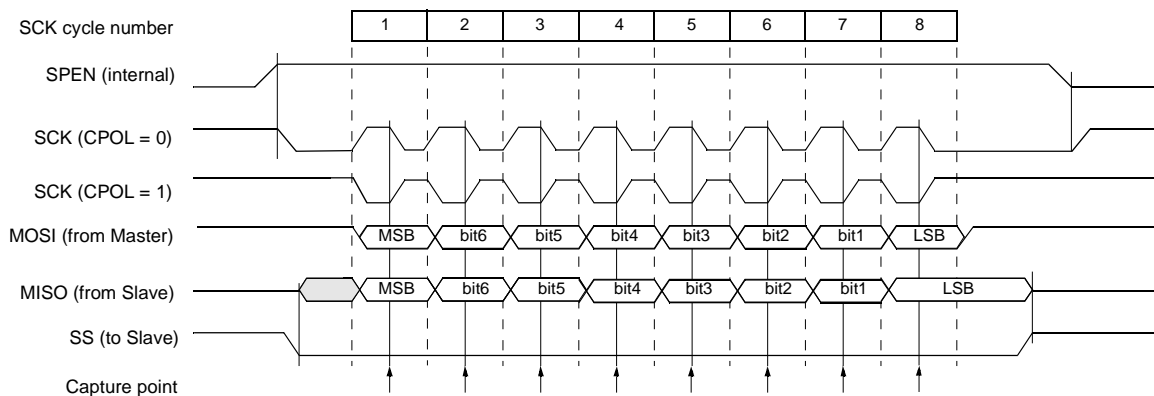 SCK cycle number 1 2 3 4 5 6 7 8
SPEN (internal)
SCK (CPOL = 0)
SCK (CPOL = 1)
MOSI (from Master) MSB bit6 bit5 bit4 bit3 bit2 bit1 LSB
MISO (from Slave) MSB bit6 bit5 bit4 bit3 bit2 bit1 LSB
SS (to Slave)
Capture point